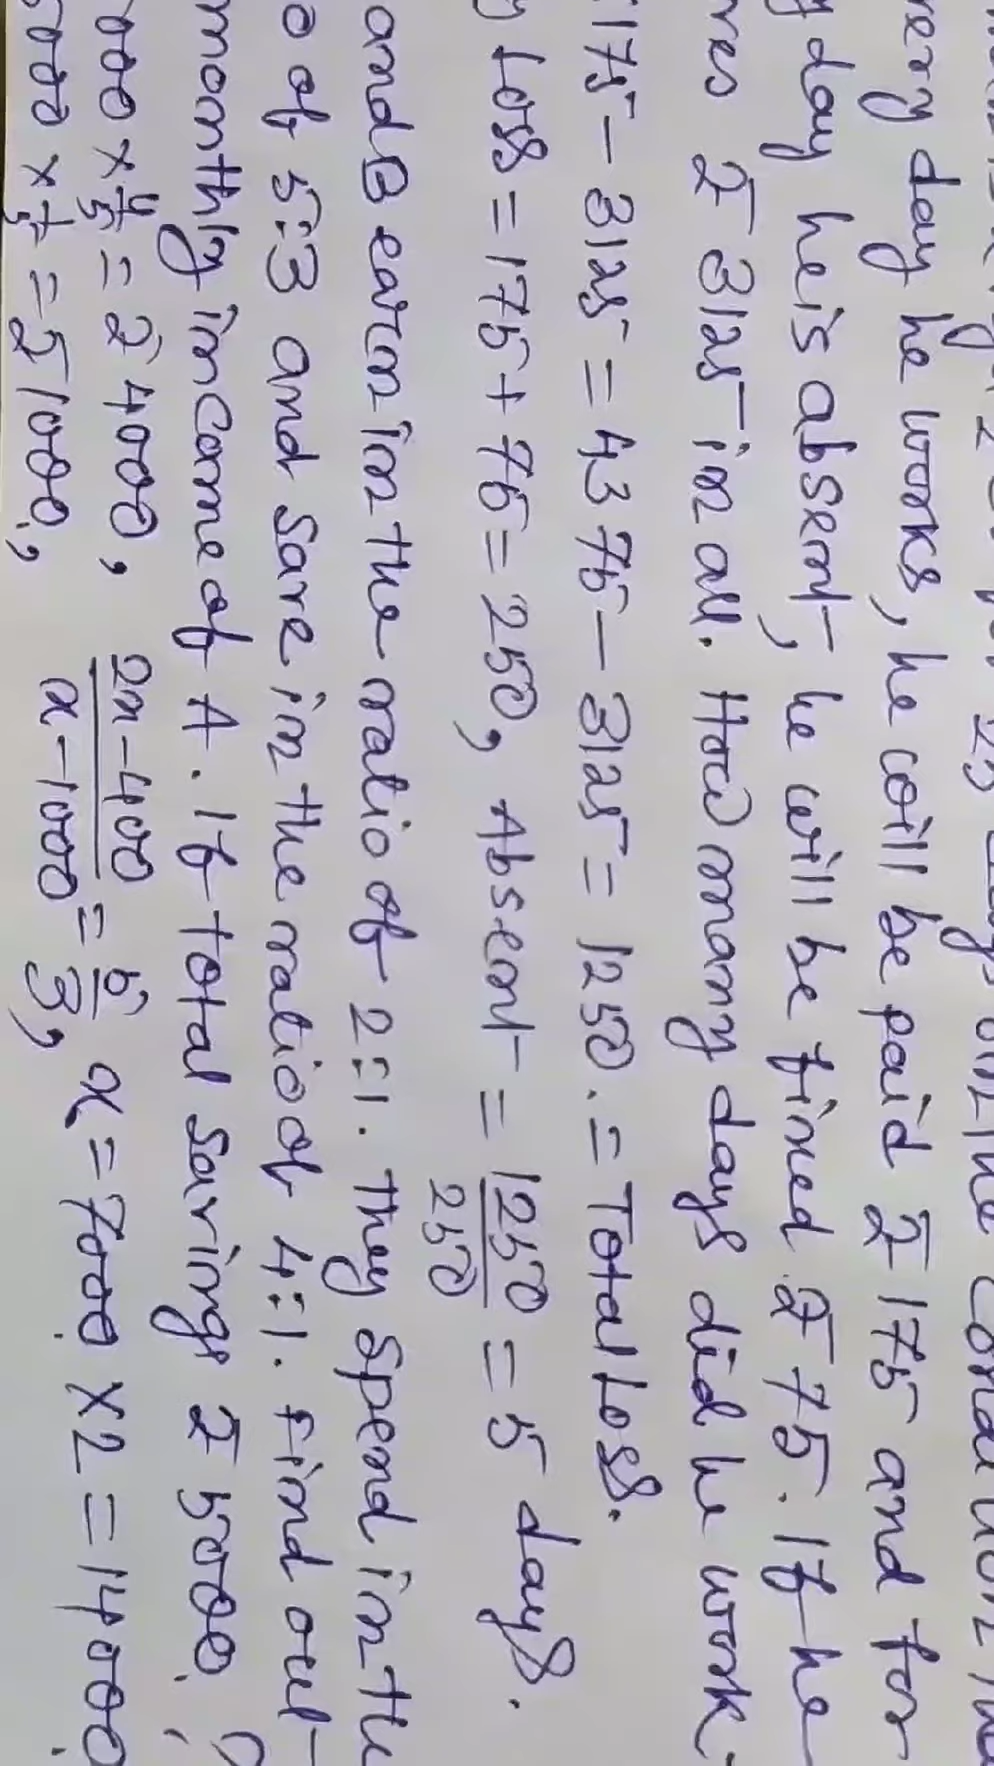 very day he works, he will be paid ₹ 175 and for
y day he is absent, he will be fined ₹ 75. If he
res ₹ 3125 in all. How many days did he work
175 - 3125 = 4375 - 3125 = 1250. = Total Loss.
y Loss = 175 + 75 = 250, Absent = 1250/250 = 5 days.
and B earn in the ratio of 2:1. They spend in the
o of 5:3 and save in the ratio of 4:1. Find out
monthly income of A. If total savings ₹ 5000.
000 × 4/5 = ₹ 4000, 2x-400/x-1000 = 5/3, x = 7000 × 2 = 14000.
5000 × 1/5 = ₹ 1000,